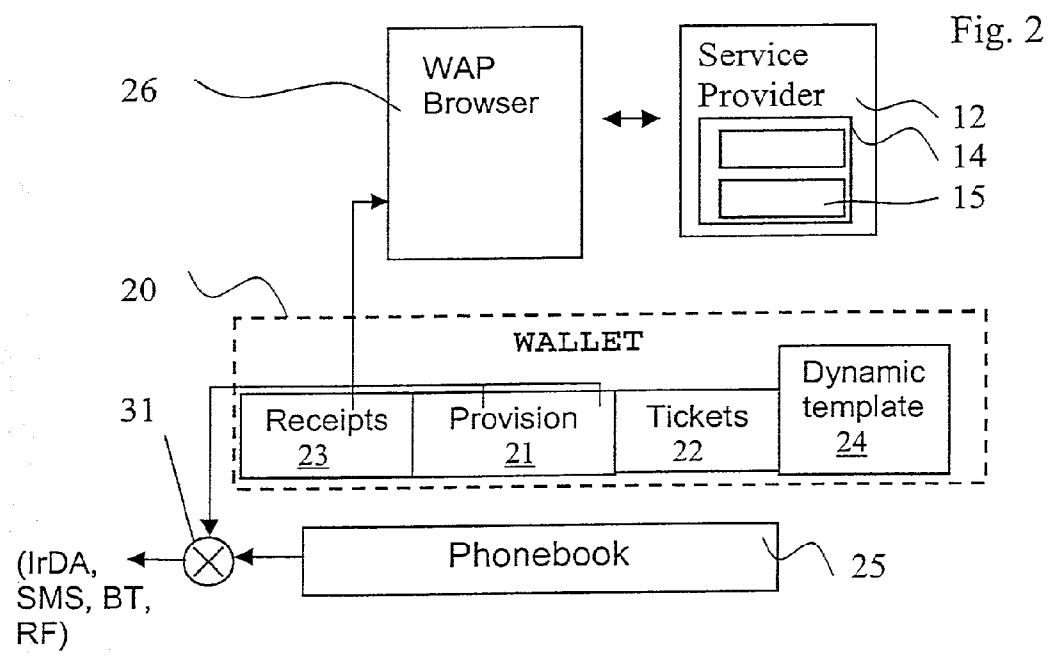 Fig. 2
26
WAP
Browser
Service
Provider
12
14
15
20
WALLET
31
Receipts
23
Provision
21
Tickets
22
Dynamic
template
24
Phonebook
25
(IrDA,
SMS, BT,
RF)